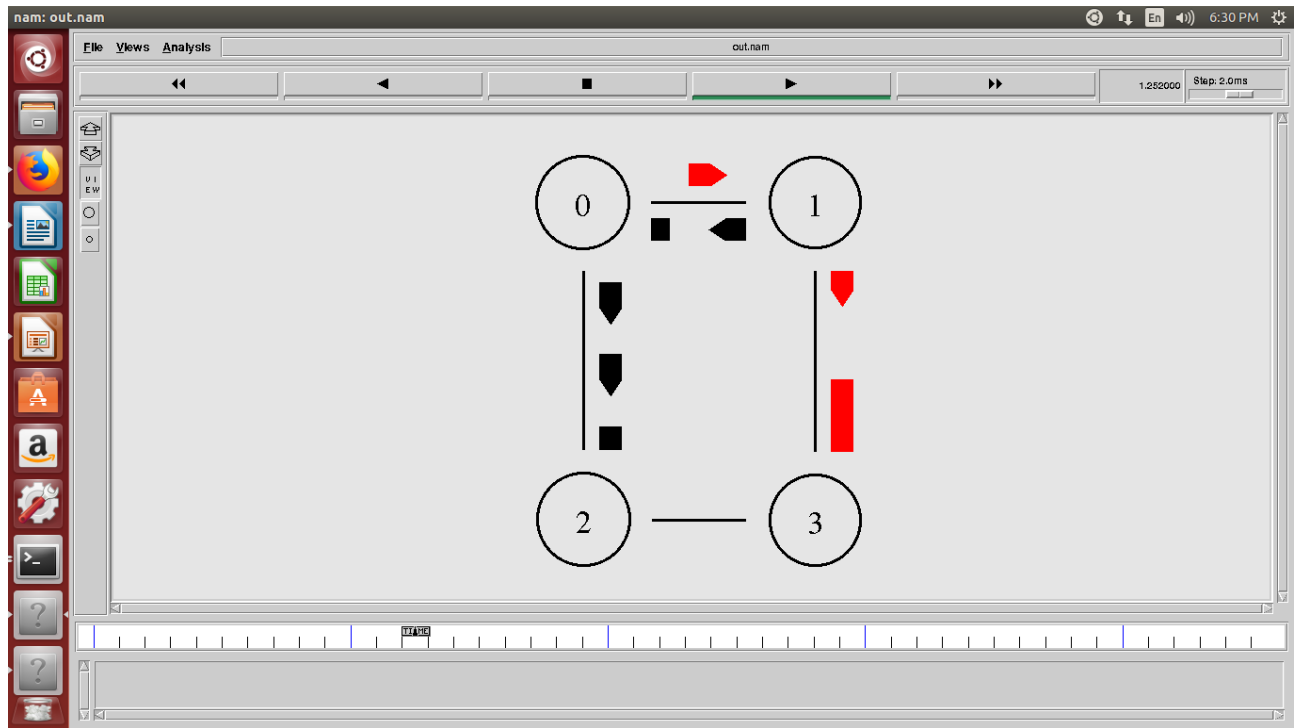 nam: out.nam
En 6:30 PM
File Views Analysis out.nam
1.252000 Step: 2.0ms
V I
E W
0 1
2 3
TIME